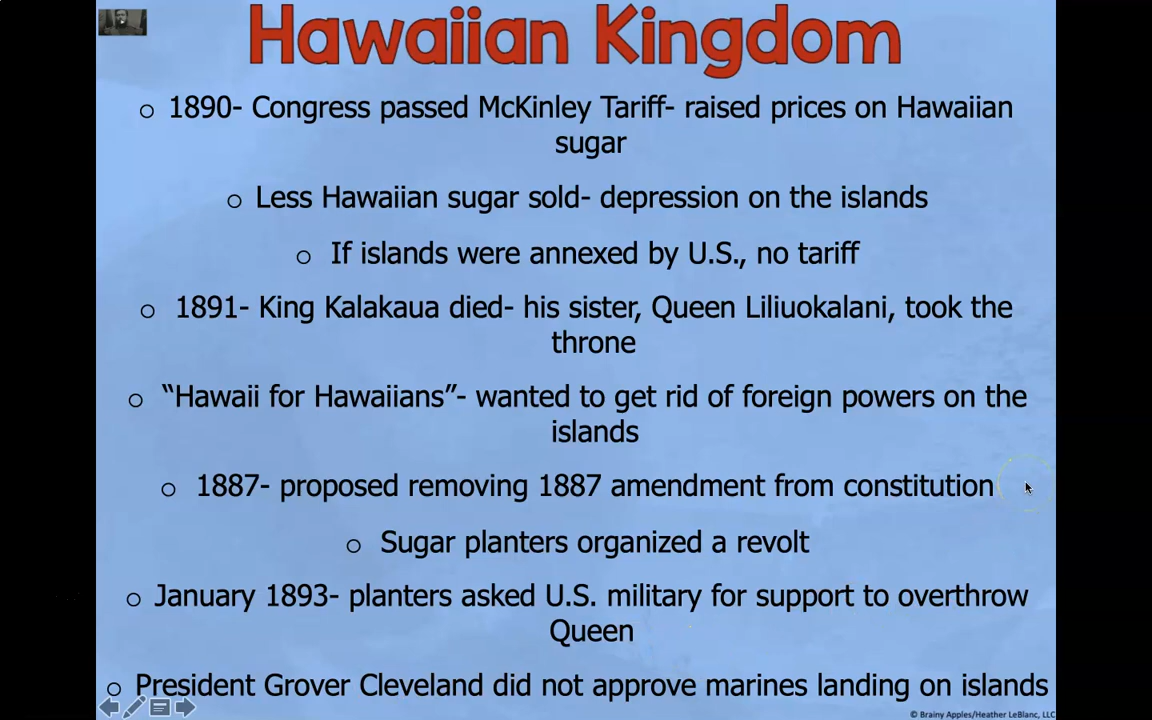 Hawaiian Kingdom
o 1890- Congress passed McKinley Tariff- raised prices on Hawaiian
sugar
o Less Hawaiian sugar sold- depression on the islands
o If islands were annexed by U.S., no tariff
o 1891- King Kalakaua died- his sister, Queen Liliuokalani, took the
throne
o “Hawaii for Hawaiians”- wanted to get rid of foreign powers on the
islands
o 1887- proposed removing 1887 amendment from constitution
o Sugar planters organized a revolt
o January 1893- planters asked U.S. military for support to overthrow
Queen
o President Grover Cleveland did not approve marines landing on islands
© Brainy Apples/Heather LeBlanc, LLC